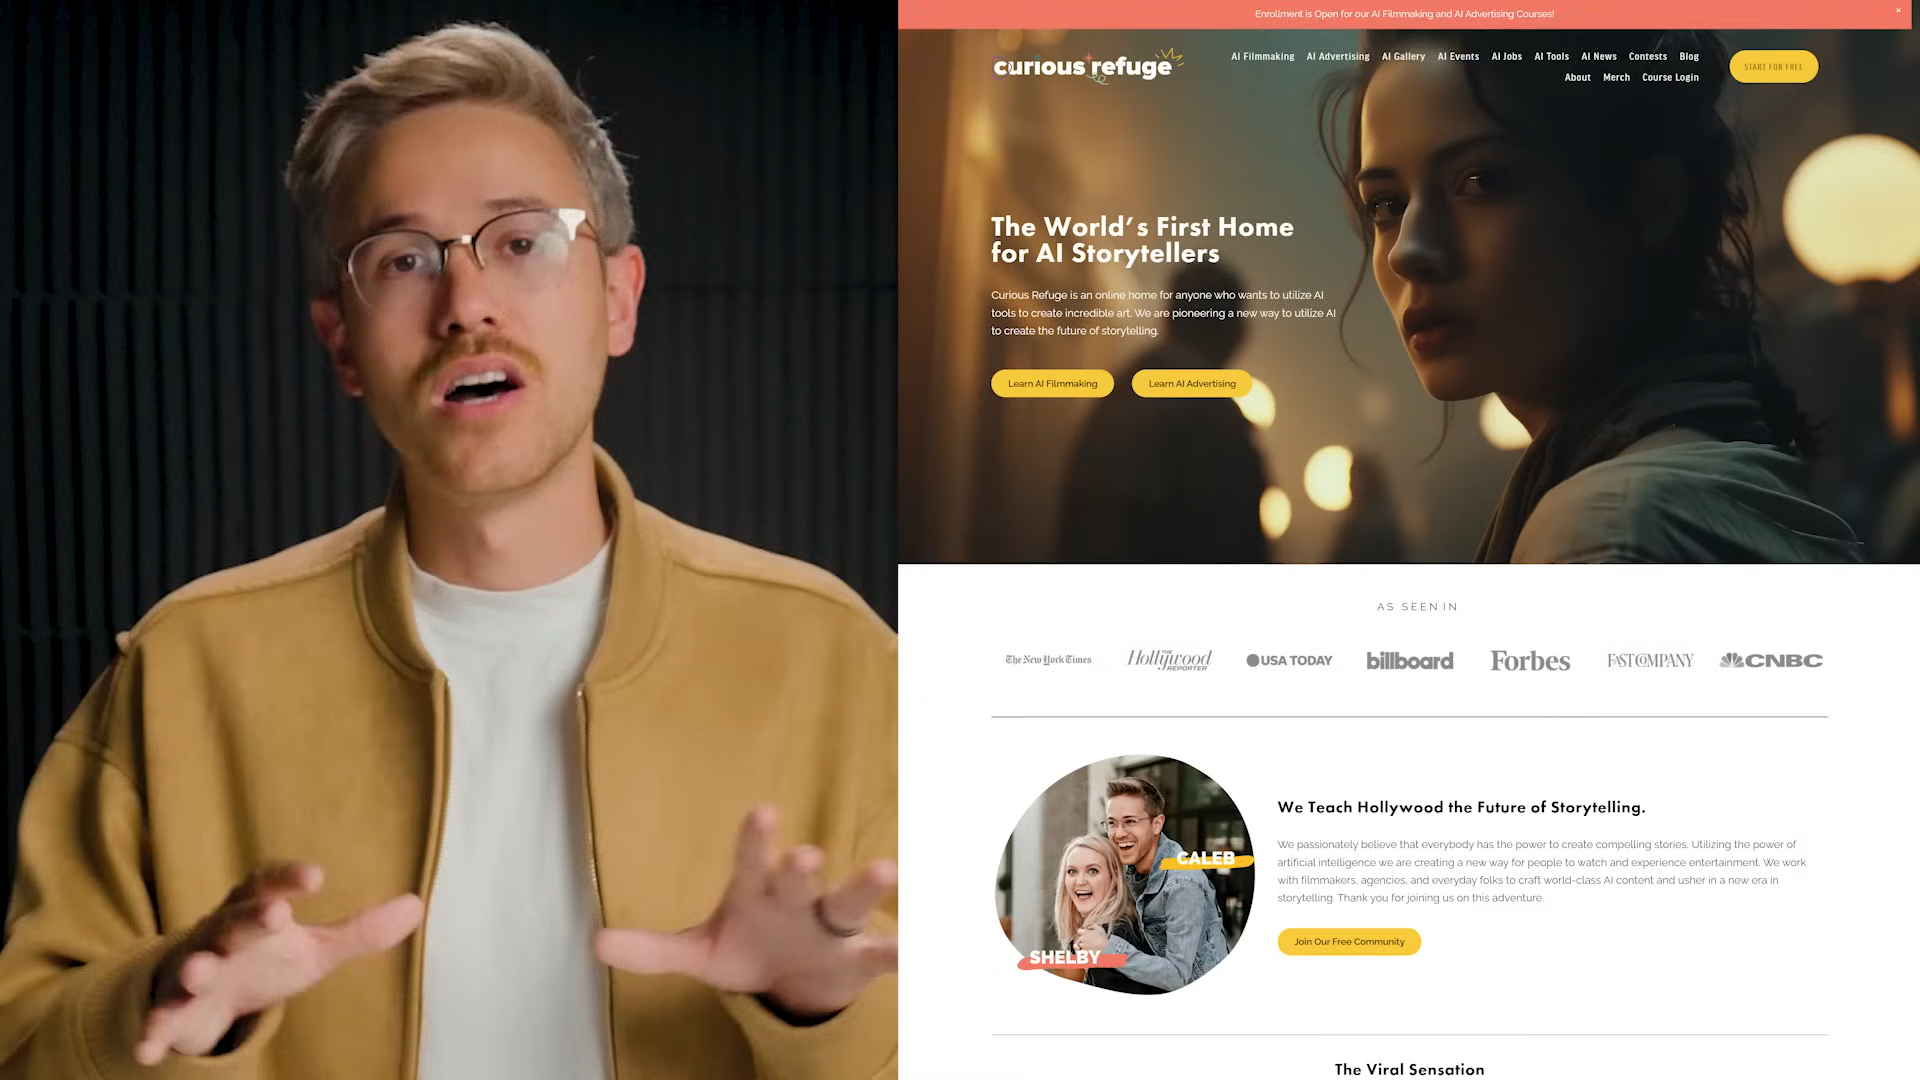 Enrollment is Open for our AI Filmmaking and AI Advertising Courses!
×
curious refuge
AI Filmmaking AI Advertising AI Gallery AI Events AI Jobs AI Tools AI News Contests Blog
About Merch Course Login
START FOR FREE
The World's First Home
for AI Storytellers
Curious Refuge is an online home for anyone who wants to utilize AI
tools to create incredible art. We are pioneering a new way to utilize AI
to create the future of storytelling.
Learn AI Filmmaking
Learn AI Advertising
AS SEEN IN
The New York Times
THE Hollywood REPORTER
USA TODAY
billboard
Forbes
FAST COMPANY
CNBC
CALEB
SHELBY
We Teach Hollywood the Future of Storytelling.
We passionately believe that everybody has the power to create compelling stories. Utilizing the power of
artificial intelligence we are creating a new way for people to watch and experience entertainment. We work
with filmmakers, agencies, and everyday folks to craft world-class AI content and usher in a new era in
storytelling. Thank you for joining us on this adventure.
Join Our Free Community
The Viral Sensation